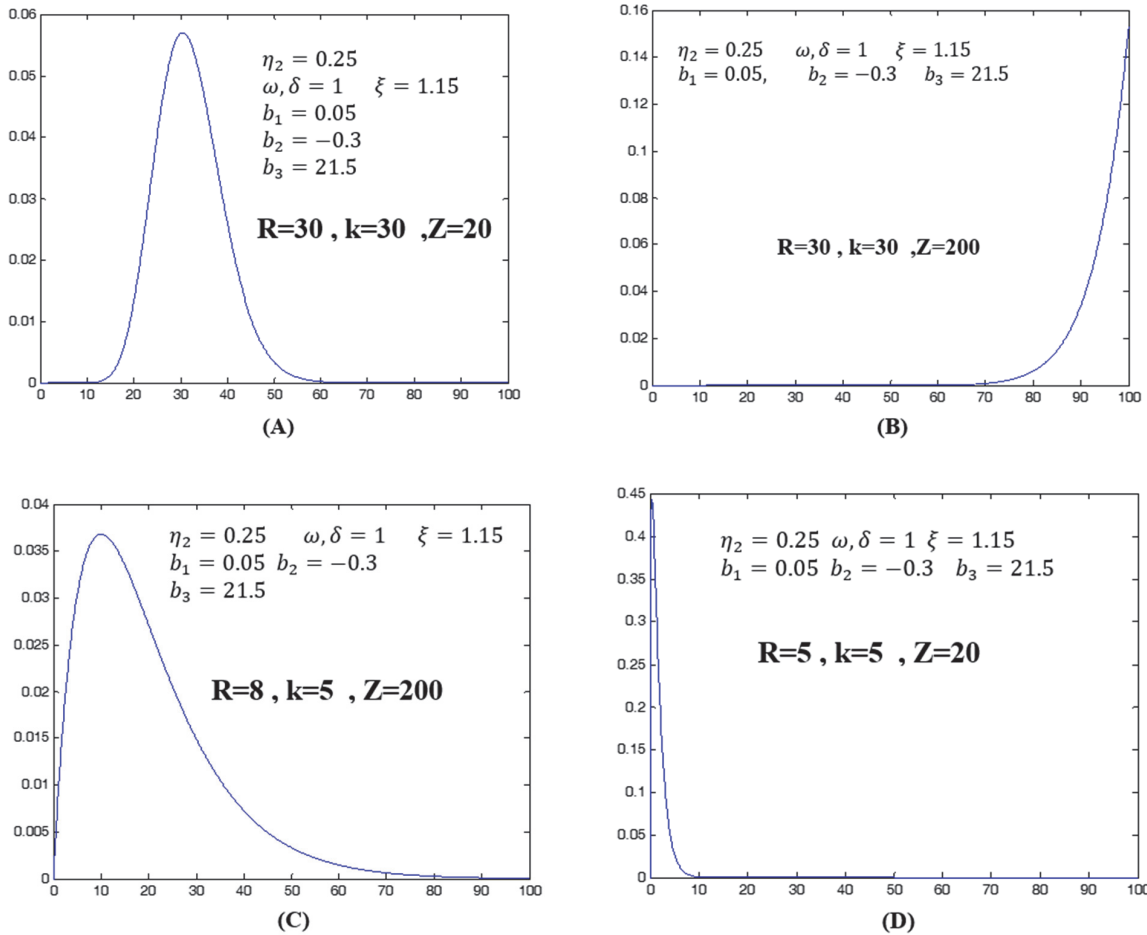 0.06
0.05
0.04
0.03
0.02
0.01
0
0 10 20 30 40 50 60 70 80 90 100
η₂ = 0.25
ω, δ = 1 ξ = 1.15
b₁ = 0.05
b₂ = −0.3
b₃ = 21.5
R=30 , k=30 ,Z=20
(A)
0.16
0.14
0.12
0.1
0.08
0.06
0.04
0.02
0
0 10 20 30 40 50 60 70 80 90 100
η₂ = 0.25 ω, δ = 1 ξ = 1.15
b₁ = 0.05, b₂ = −0.3 b₃ = 21.5
R=30 , k=30 ,Z=200
(B)
0.04
0.035
0.03
0.025
0.02
0.015
0.01
0.005
0
0 10 20 30 40 50 60 70 80 90 100
η₂ = 0.25 ω, δ = 1 ξ = 1.15
b₁ = 0.05 b₂ = −0.3
b₃ = 21.5
R=8 , k=5 , Z=200
(C)
0.45
0.4
0.35
0.3
0.25
0.2
0.15
0.1
0.05
0
0 10 20 30 40 50 60 70 80 90 100
η₂ = 0.25 ω, δ = 1 ξ = 1.15
b₁ = 0.05 b₂ = −0.3 b₃ = 21.5
R=5 , k=5 , Z=20
(D)